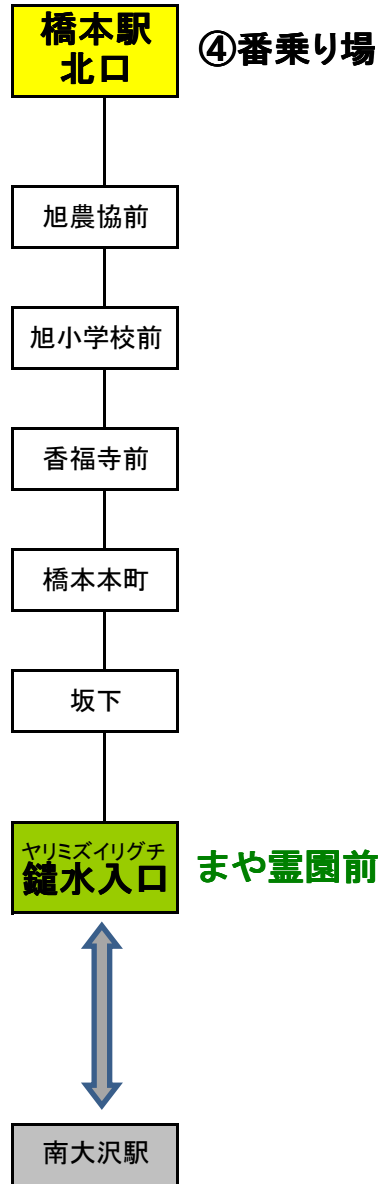 橋本駅
北口
④番乗り場
旭農協前
旭小学校前
香福寺前
橋本本町
坂下
ヤリミズイリグチ
鑓水入口
まや霊園前
南大沢駅